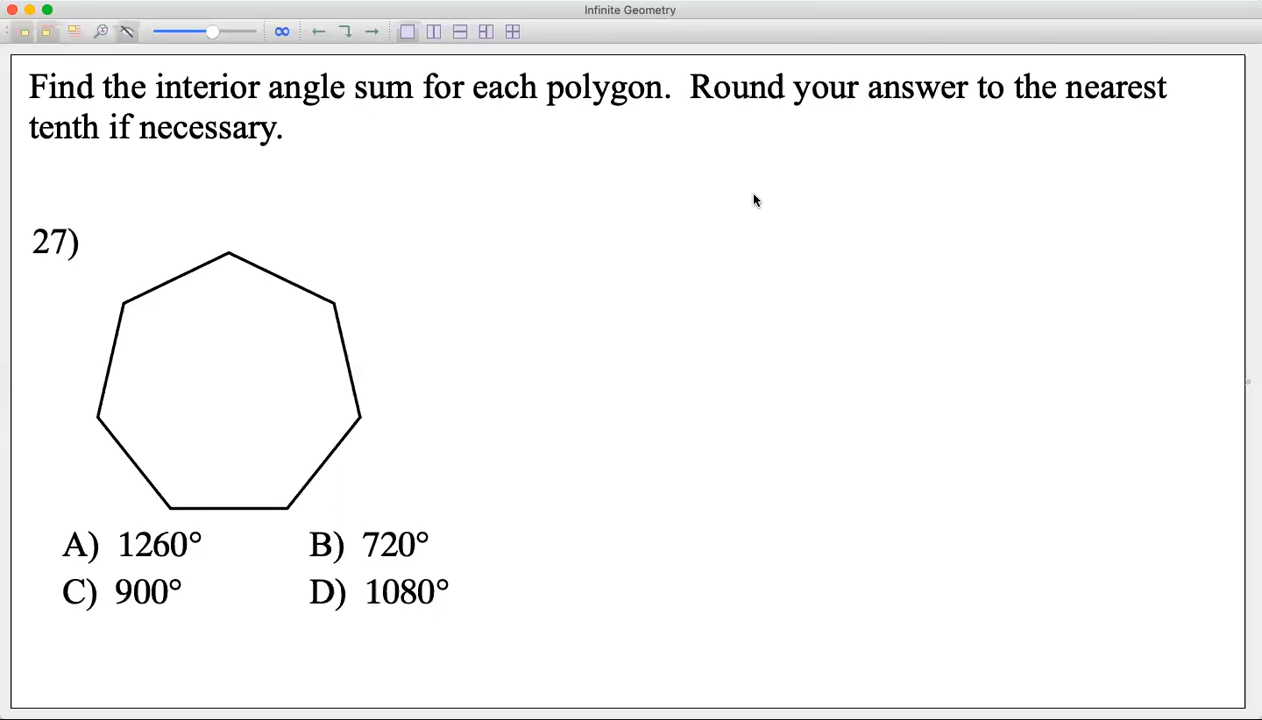 Infinite Geometry
Find the interior angle sum for each polygon. Round your answer to the nearest
tenth if necessary.
27)
A) 1260° B) 720°
C) 900° D) 1080°